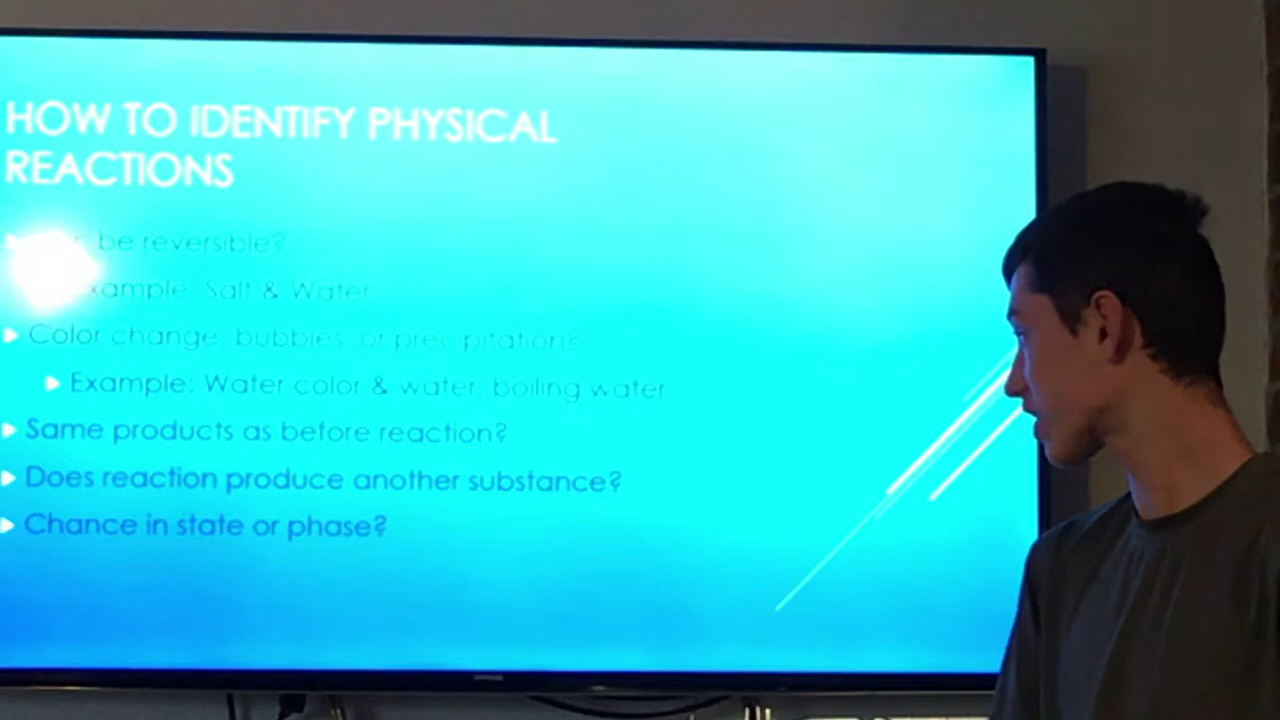 HOW TO IDENTIFY PHYSICAL
REACTIONS
be reversible?
Example: Salt & Water
Color change, bubbles, or precipitation?
Example: Water color & water, boiling water
Same products as before reaction?
Does reaction produce another substance?
Chance in state or phase?